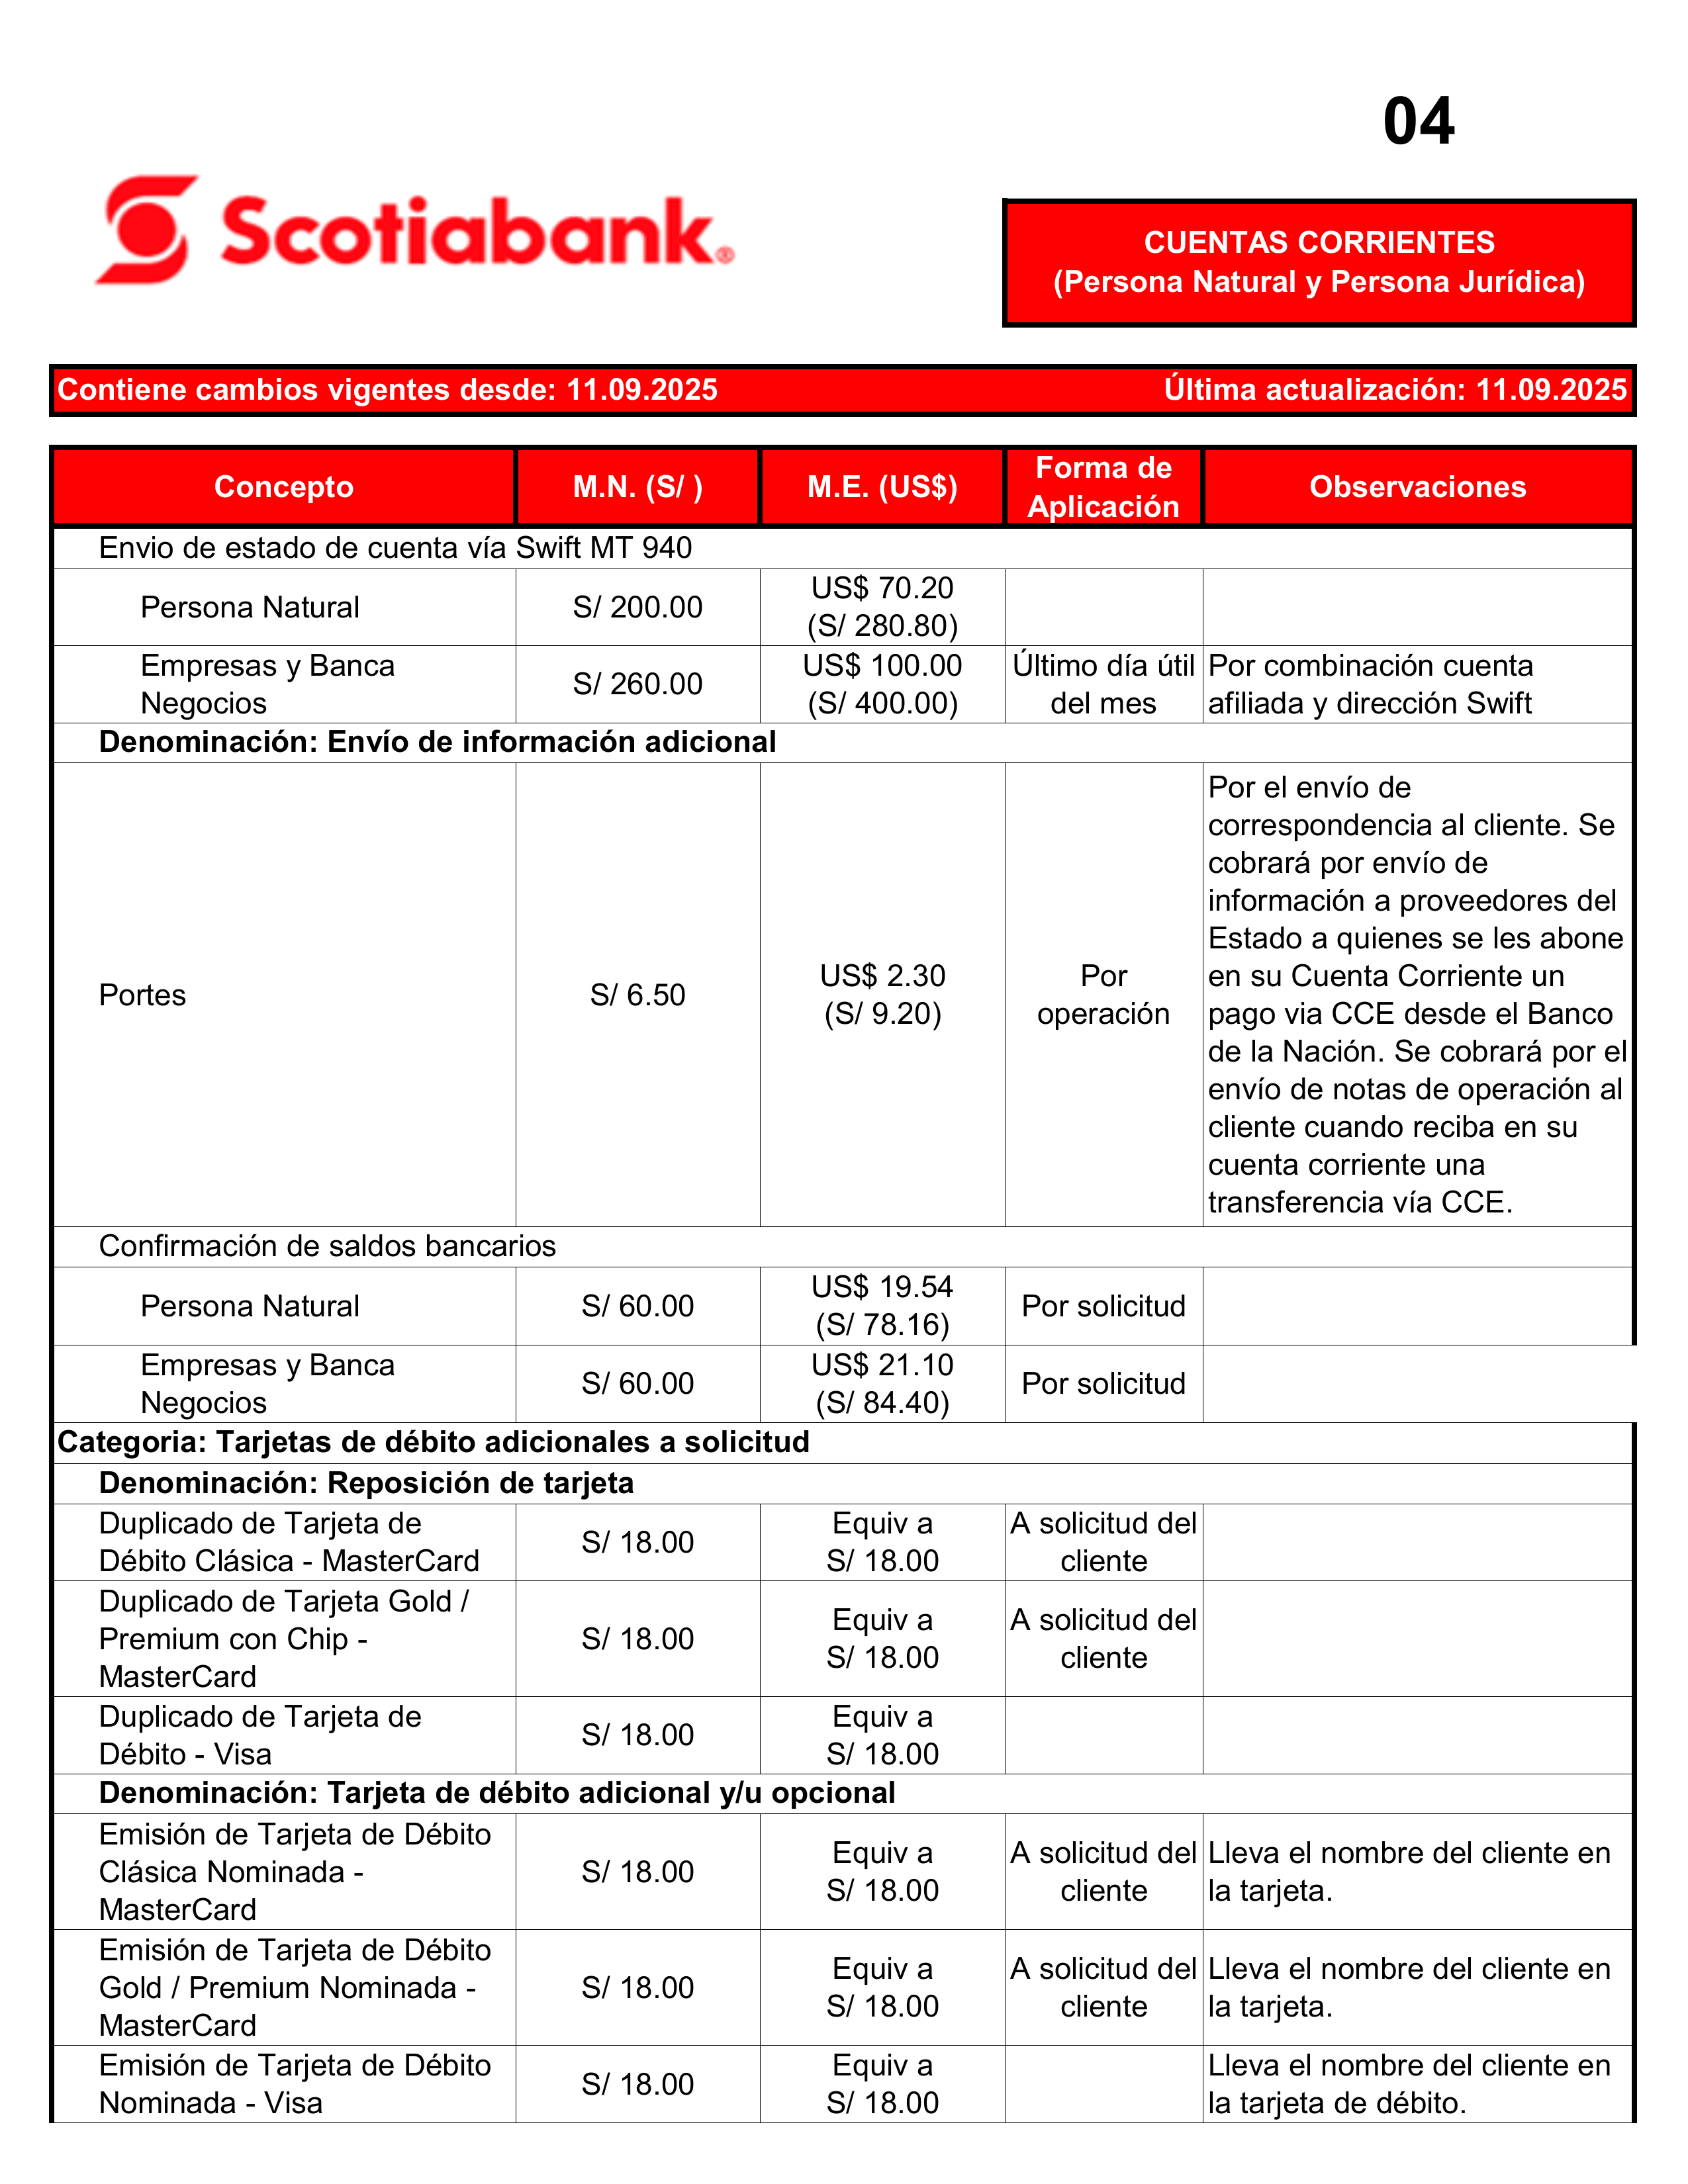 04
Scotiabank®
CUENTAS CORRIENTES
(Persona Natural y Persona Jurídica)
Contiene cambios vigentes desde: 11.09.2025 Última actualización: 11.09.2025
Concepto M.N. (S/ ) M.E. (US$) Forma de Aplicación Observaciones
Envio de estado de cuenta vía Swift MT 940
Persona Natural S/ 200.00 US$ 70.20
(S/ 280.80)
Empresas y Banca
Negocios
S/ 260.00
US$ 100.00
(S/ 400.00)
Último día útil
del mes
Por combinación cuenta
afiliada y dirección Swift
Denominación: Envío de información adicional
Portes
S/ 6.50
US$ 2.30
(S/ 9.20)
Por
operación
Por el envío de
correspondencia al cliente. Se
cobrará por envío de
información a proveedores del
Estado a quienes se les abone
en su Cuenta Corriente un
pago via CCE desde el Banco
de la Nación. Se cobrará por el
envío de notas de operación al
cliente cuando reciba en su
cuenta corriente una
transferencia vía CCE.
Confirmación de saldos bancarios
Persona Natural
S/ 60.00
US$ 19.54
(S/ 78.16)
Por solicitud
Empresas y Banca
Negocios
S/ 60.00
US$ 21.10
(S/ 84.40)
Por solicitud
Categoria: Tarjetas de débito adicionales a solicitud
Denominación: Reposición de tarjeta
Duplicado de Tarjeta de
Débito Clásica - MasterCard
S/ 18.00
Equiv a
S/ 18.00
A solicitud del
cliente
Duplicado de Tarjeta Gold /
Premium con Chip -
MasterCard
S/ 18.00
Equiv a
S/ 18.00
A solicitud del
cliente
Duplicado de Tarjeta de
Débito - Visa
S/ 18.00
Equiv a
S/ 18.00
Denominación: Tarjeta de débito adicional y/u opcional
Emisión de Tarjeta de Débito
Clásica Nominada -
MasterCard
S/ 18.00
Equiv a
S/ 18.00
A solicitud del
cliente
Lleva el nombre del cliente en
la tarjeta.
Emisión de Tarjeta de Débito
Gold / Premium Nominada -
MasterCard
S/ 18.00
Equiv a
S/ 18.00
A solicitud del
cliente
Lleva el nombre del cliente en
la tarjeta.
Emisión de Tarjeta de Débito
Nominada - Visa
S/ 18.00
Equiv a
S/ 18.00
Lleva el nombre del cliente en
la tarjeta de débito.